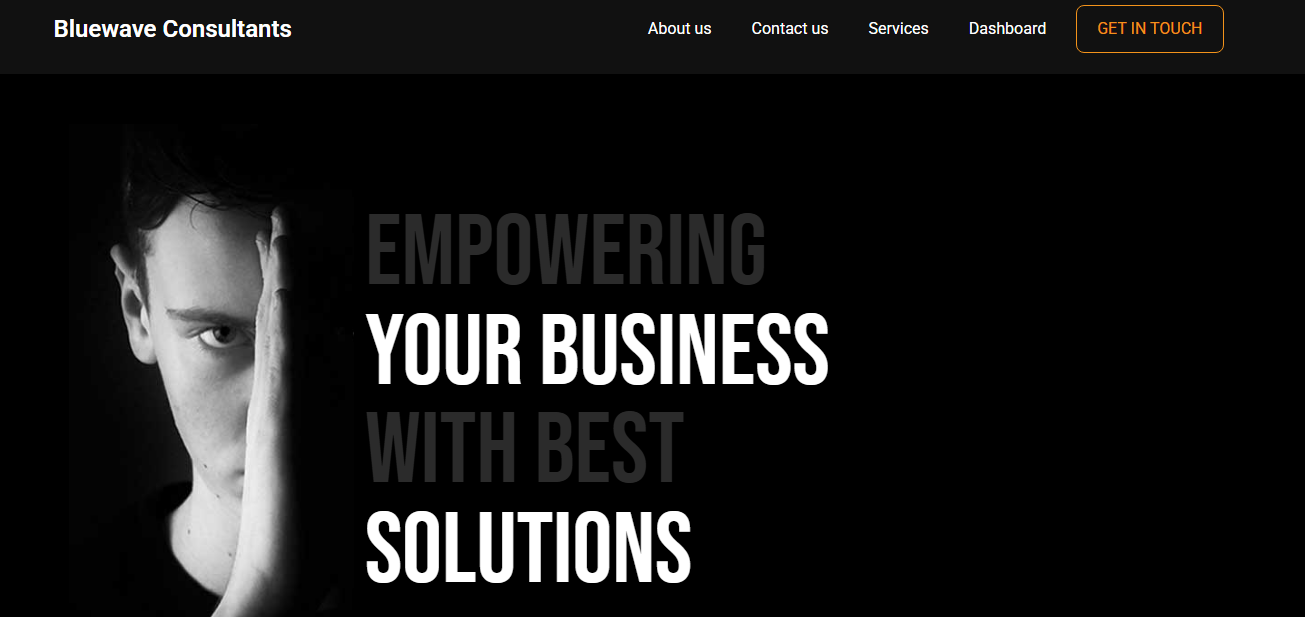 Bluewave Consultants
About us
Contact us
Services
Dashboard
GET IN TOUCH
EMPOWERING
YOUR BUSINESS
WITH BEST
SOLUTIONS